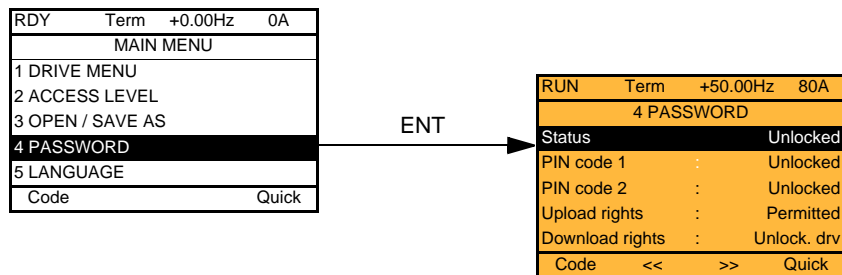 RDY Term +0.00Hz 0A
MAIN MENU
1 DRIVE MENU
2 ACCESS LEVEL
3 OPEN / SAVE AS
4 PASSWORD
5 LANGUAGE
Code Quick
ENT
RUN Term +50.00Hz 80A
4 PASSWORD
Status Unlocked
PIN code 1 : Unlocked
PIN code 2 : Unlocked
Upload rights : Permitted
Download rights : Unlock. drv
Code << >> Quick